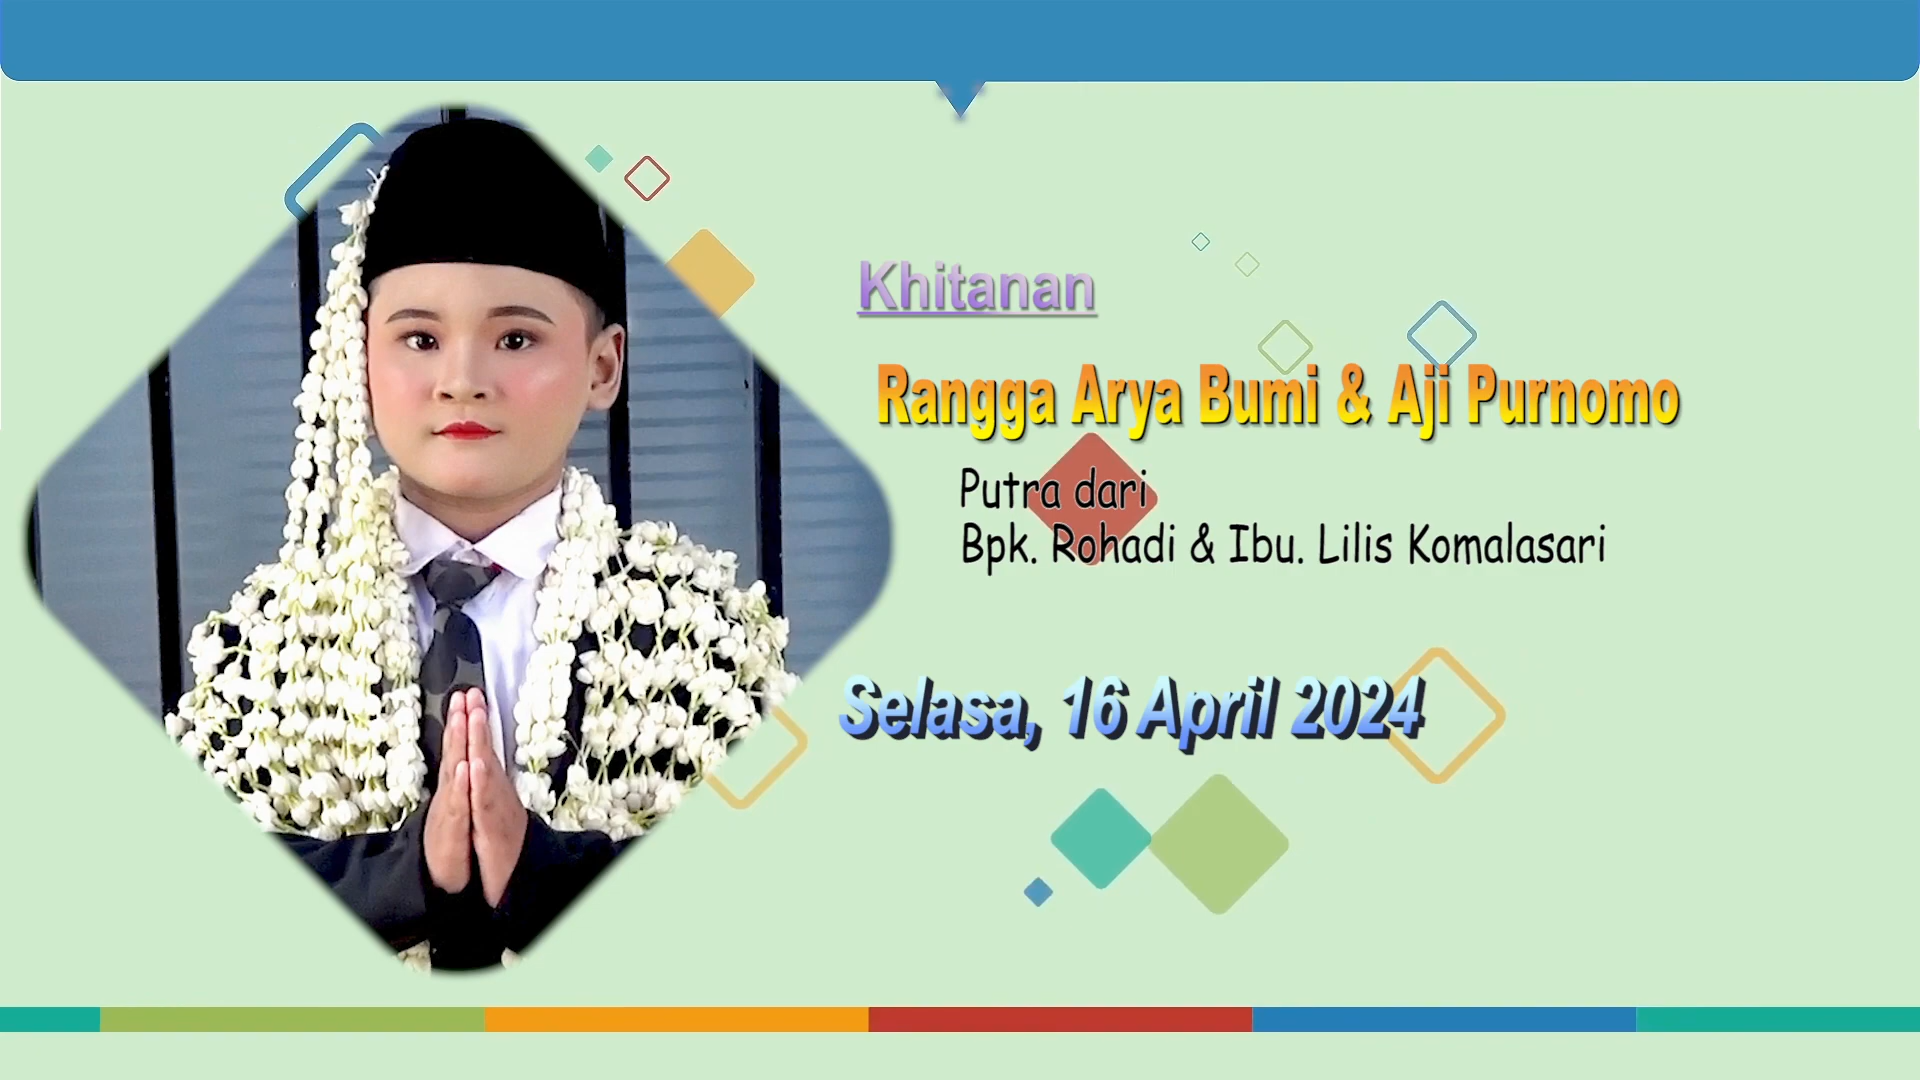 Khitanan
Rangga Arya Bumi & Aji Purnomo
Putra dari
Bpk. Rohadi & Ibu. Lilis Komalasari
Selasa, 16 April 2024